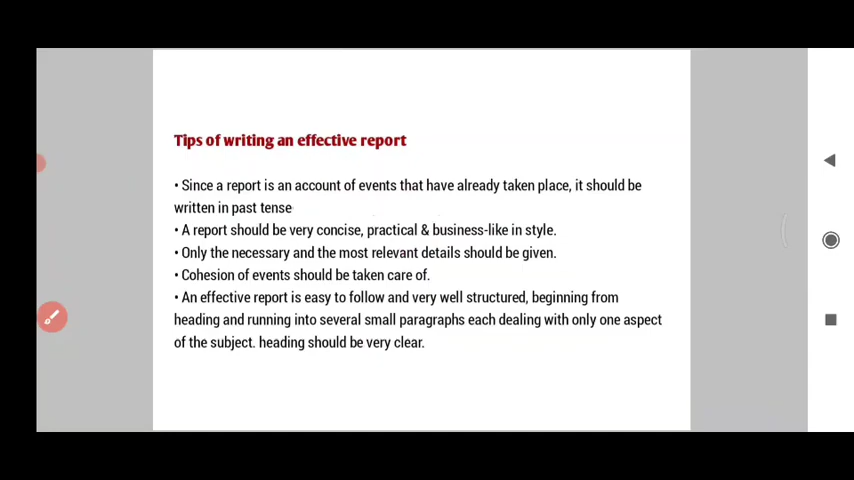 Tips of writing an effective report
• Since a report is an account of events that have already taken place, it should be
written in past tense
• A report should be very concise, practical & business-like in style.
• Only the necessary and the most relevant details should be given.
• Cohesion of events should be taken care of.
• An effective report is easy to follow and very well structured, beginning from
heading and running into several small paragraphs each dealing with only one aspect
of the subject. heading should be very clear.